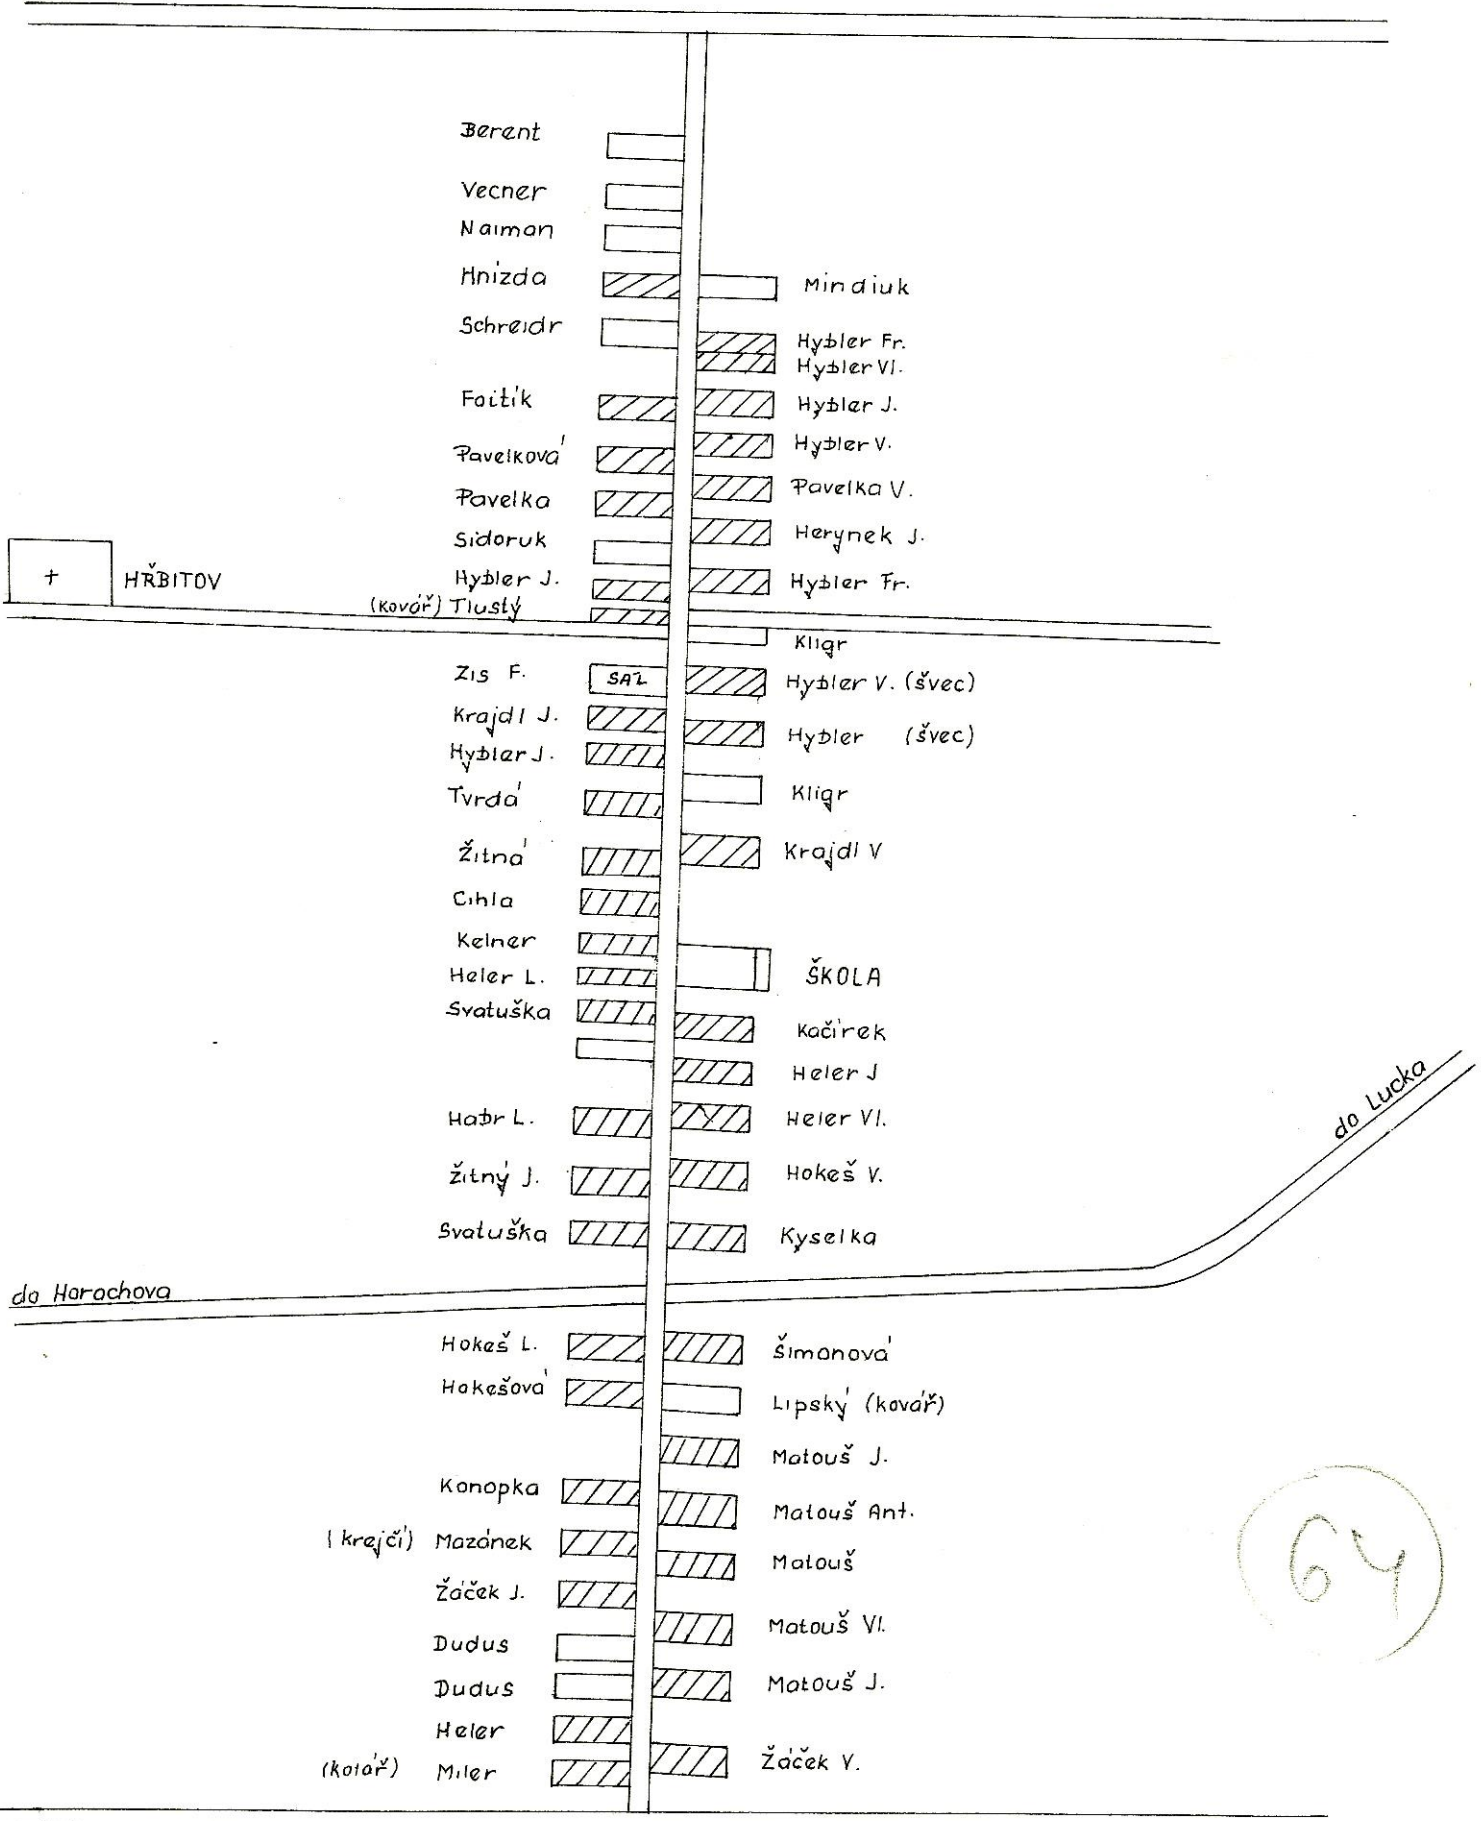 Berent
Vecner
Naiman
Hnízda
Mindiuk
Schreidr
Hybler Fr.
Hybler Vl.
Foitík
Hybler J.
Pavelková
Hybler V.
Pavelka
Pavelka V.
Sidoruk
Herynek J.
+ HŘBITOV
Hybler J.
Hybler Fr.
(kovář) Tlustý
Kligr
Zis F.
SÁL
Hybler V. (švec)
Krajdl J.
Hybler (švec)
Hybler J.
Tvrdá
Kligr
Žitná
Krajdl V
Cihla
Kelner
Heler L.
ŠKOLA
Svatuška
Kačírek
Heler J
Habr L.
Heler Vl.
do Lucka
Žitný J.
Hokeš V.
Svatuška
Kyselka
do Horochova
Hokeš L.
Šimonová
Hokešová
Lipský (kovář)
Matouš J.
Konopka
Matouš Ant.
(krejčí) Mazánek
Matouš
Žáček J.
Matouš Vl.
Dudus
Dudus
Matouš J.
Heler
(kolář) Miler
Žáček V.
64